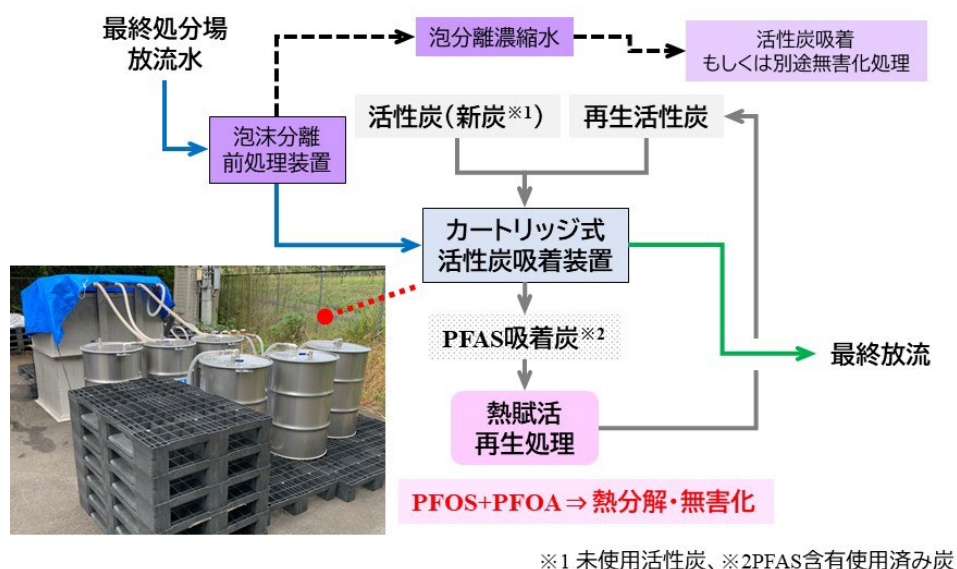 最終処分場
放流水
泡分離濃縮水
活性炭吸着
もしくは別途無害化処理
泡沫分離
前処理装置
活性炭(新炭※1)
再生活性炭
カートリッジ式
活性炭吸着装置
PFAS吸着炭※2
最終放流
熱賦活
再生処理
PFOS+PFOA⇒熱分解・無害化
※1 未使用活性炭、※2PFAS含有使用済み炭